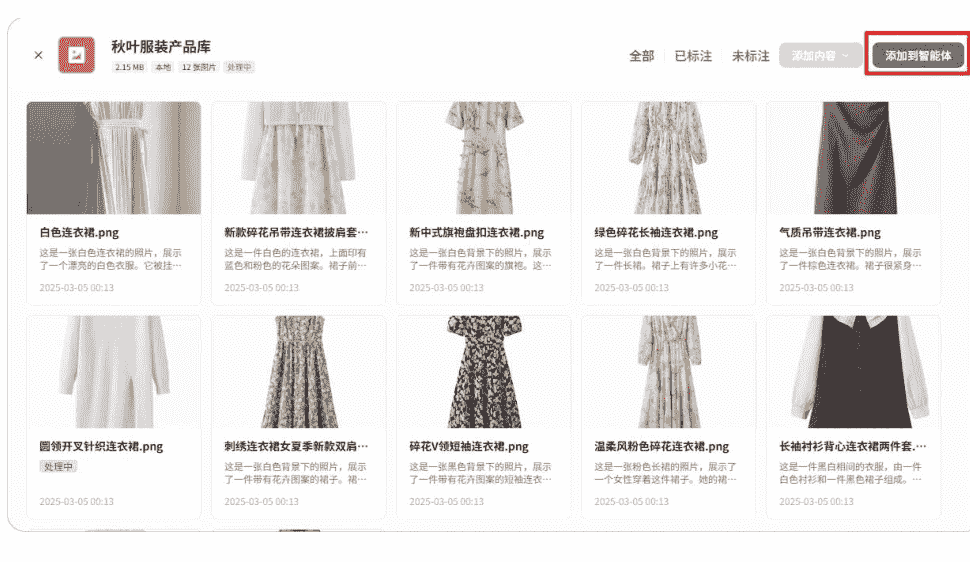 秋叶服装产品库
2.15 MB 本地 12 张图片 处理中
全部 已标注 未标注 添加内容 添加到智能体
白色连衣裙.png
这是一张白色连衣裙的照片，展示
了一个漂亮的白色衣服。它被挂…
2025-03-05 00:13
新款碎花吊带连衣裙披肩套…
这是一件白色的连衣裙，上面印有
蓝色和粉色的花朵图案。裙子前…
2025-03-05 00:13
新中式旗袍盘扣连衣裙.png
这是一张白色背景下的照片，展示
了一件带有花卉图案的旗袍。这…
2025-03-05 00:13
绿色碎花长袖连衣裙.png
这是一张白色背景下的照片，展示
了一件长裙。裙子上有许多小花…
2025-03-05 00:13
气质吊带连衣裙.png
这是一张白色背景下的照片，展示
了一件棕色连衣裙。裙子很紧身…
2025-03-05 00:13
圆领开叉针织连衣裙.png
处理中
2025-03-05 00:13
刺绣连衣裙女夏季新款双肩…
这是一张白色背景下的照片，展示
了一件带有花卉图案的裙子。裙…
2025-03-05 00:13
碎花V领短袖连衣裙.png
这是一张黑色背景下的照片，展示
了一件带有花卉图案的短袖连衣…
2025-03-05 00:13
温柔风粉色碎花连衣裙.png
这是一张粉色长裙的照片，展示了
一个女性穿着这件裙子。她的裙…
2025-03-05 00:13
长袖衬衫背心连衣裙两件套.…
这是一件黑白相间的衣服，由一件
白色衬衫和一件黑色裙子组成。…
2025-03-05 00:13